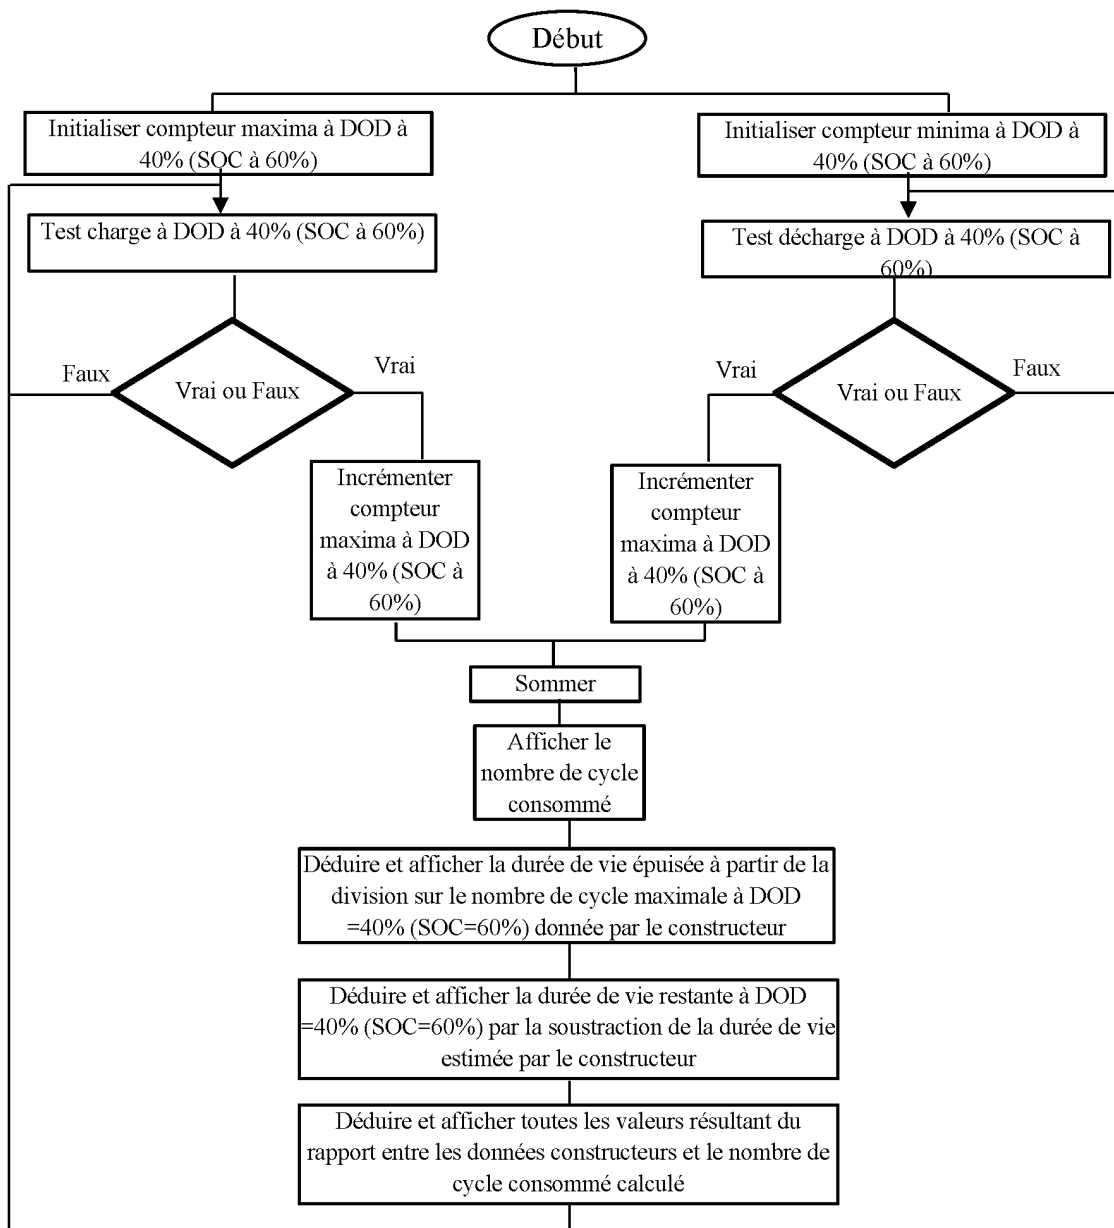 Début
Initialiser compteur maxima à DOD à
40% (SOC à 60%)
Initialiser compteur minima à DOD à
40% (SOC à 60%)
Test charge à DOD à 40% (SOC à 60%)
Test décharge à DOD à 40% (SOC à
60%)
Faux
Vrai ou Faux
Vrai
Vrai
Vrai ou Faux
Faux
Incrémenter
compteur
maxima à DOD
à 40% (SOC à
60%)
Incrémenter
compteur
maxima à DOD
à 40% (SOC à
60%)
Sommer
Afficher le
nombre de cycle
consommé
Déduire et afficher la durée de vie épuisée à partir de la
division sur le nombre de cycle maximale à DOD
=40% (SOC=60%) donnée par le constructeur
Déduire et afficher la durée de vie restante à DOD
=40% (SOC=60%) par la soustraction de la durée de vie
estimée par le constructeur
Déduire et afficher toutes les valeurs résultant du
rapport entre les données constructeurs et le nombre de
cycle consommé calculé